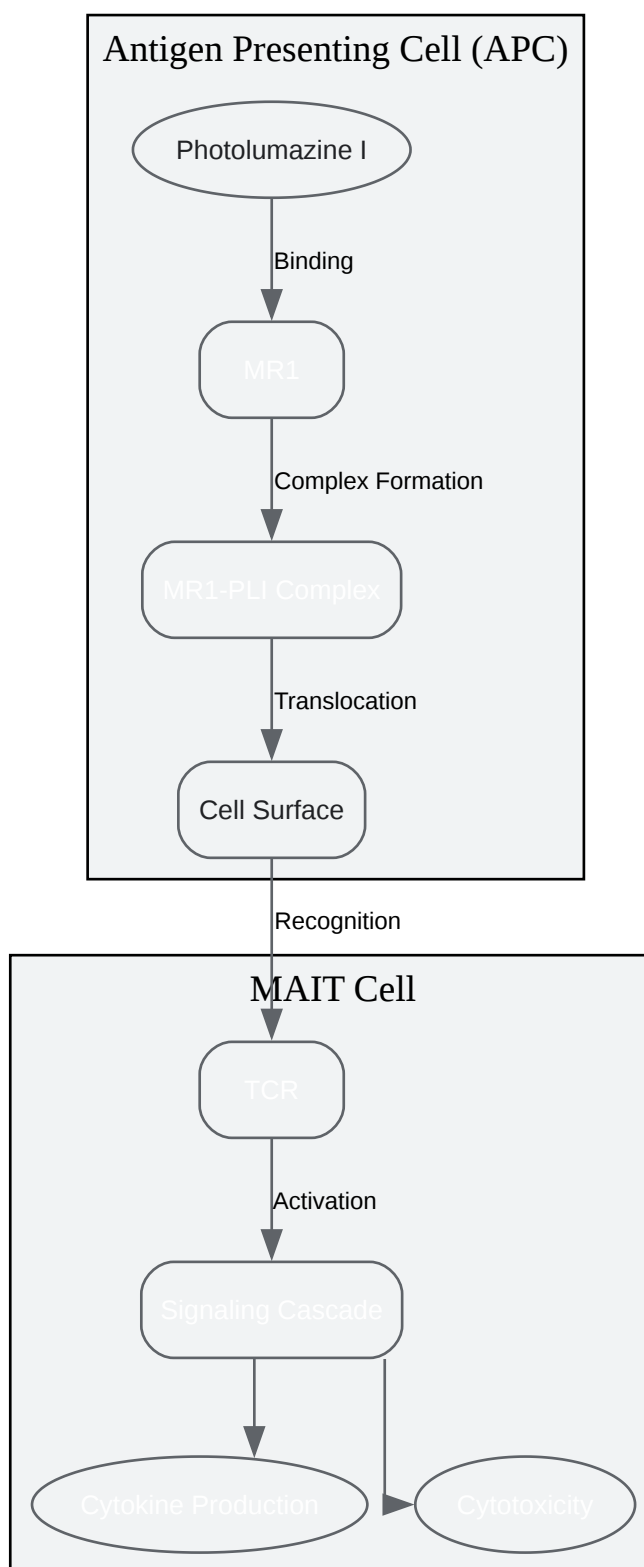 Antigen Presenting Cell (APC)
Photolumazine I
Binding
MR1
Complex Formation
MR1-PLI Complex
Translocation
Cell Surface
Recognition
MAIT Cell
TCR
Activation
Signaling Cascade
Cytokine Production
Cytotoxicity